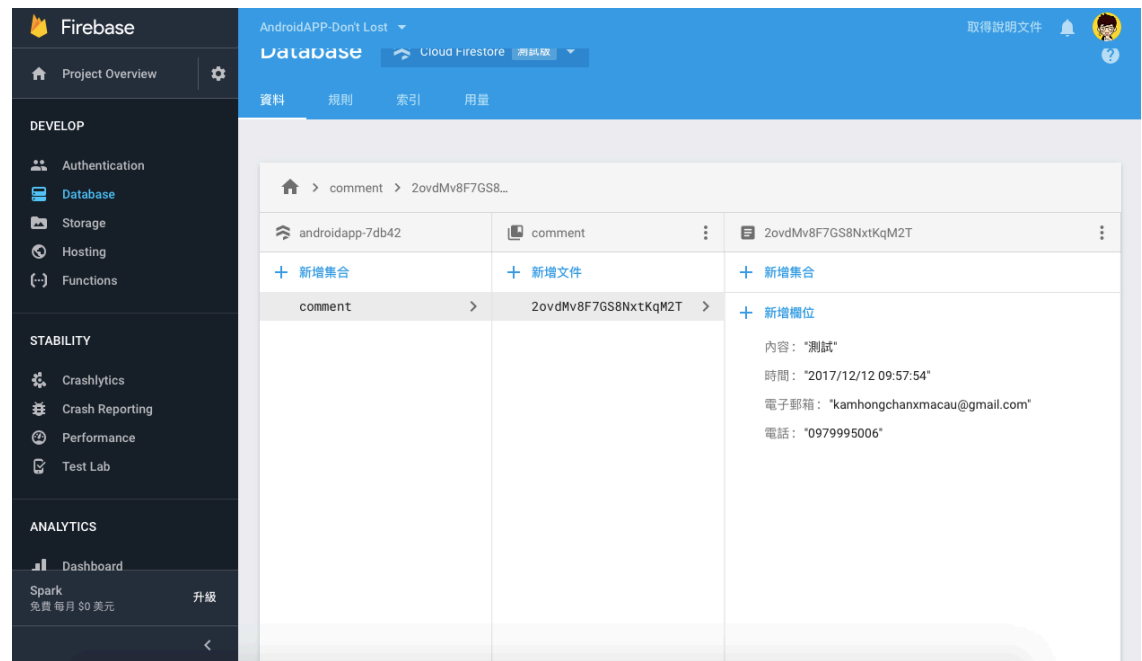 Firebase
AndroidAPP-Don't Lost
取得說明文件
Database
Cloud Firestore 測試版
Project Overview
資料 規則 索引 用量
DEVELOP
Authentication
Database
Storage
Hosting
Functions
STABILITY
Crashlytics
Crash Reporting
Performance
Test Lab
ANALYTICS
Dashboard
Spark
免費 每月 $0 美元
升級
comment > 2ovdMv8F7GS8…
androidapp-7db42
新增集合
comment
comment
新增文件
2ovdMv8F7GS8NxtKqM2T
2ovdMv8F7GS8NxtKqM2T
新增集合
新增欄位
內容： "測試"
時間： "2017/12/12 09:57:54"
電子郵箱： "kamhongchanxmacau@gmail.com"
電話： "0979995006"